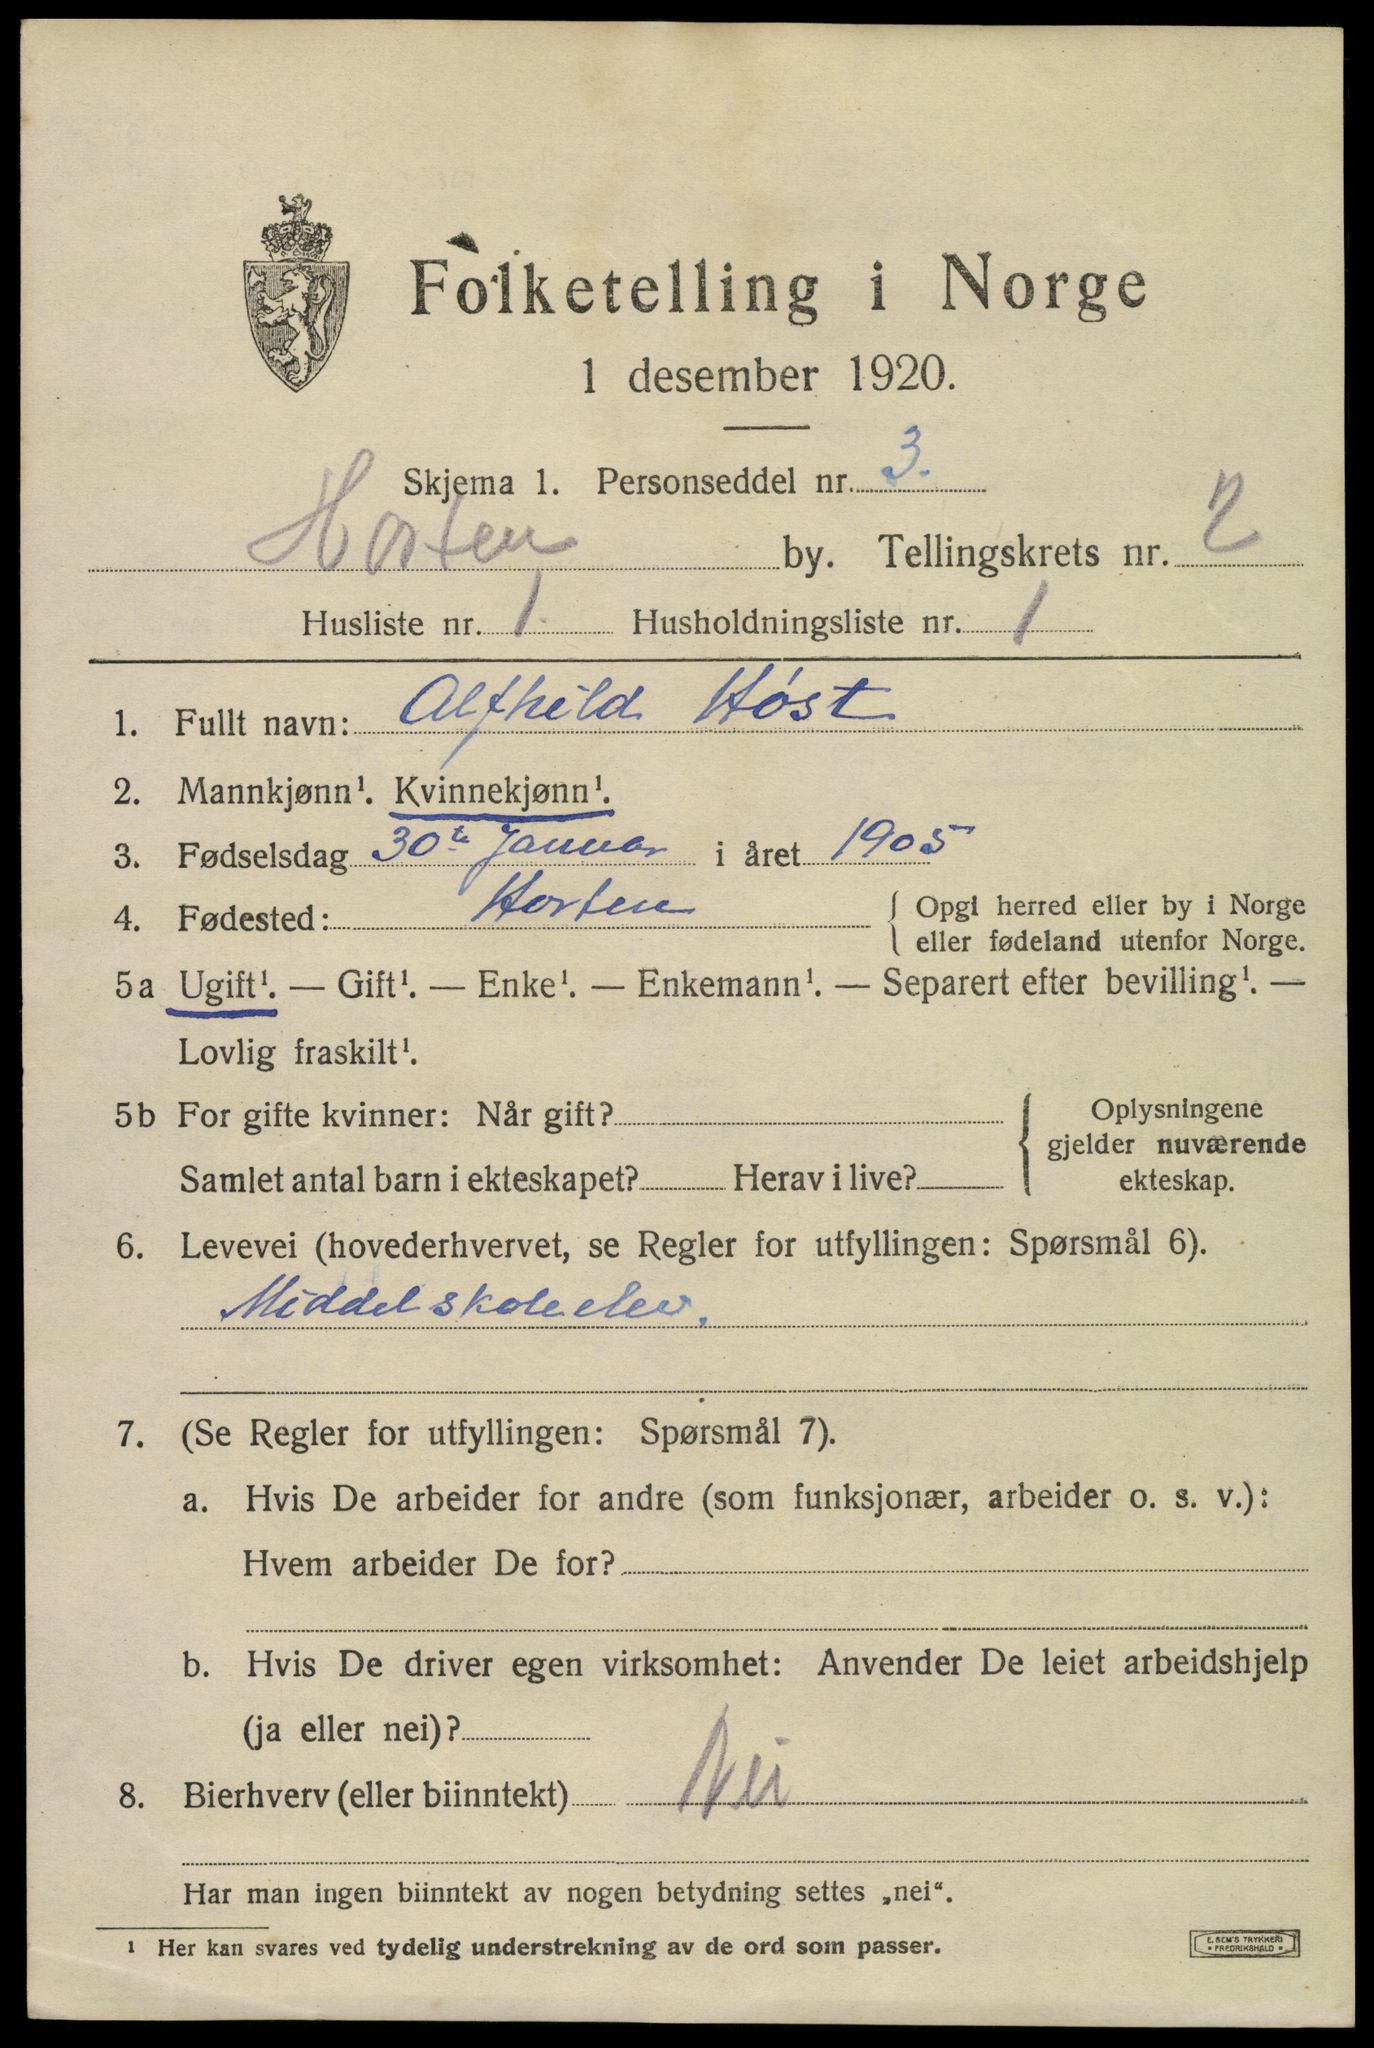 Folketelling i Norge
1 desember 1920.
Skjema 1. Personseddel nr. 3.
Horten by. Tellingskrets nr. 2
Husliste nr. 1. Husholdningsliste nr. 1
1. Fullt navn: Alfhild Høst
2. Mannkjønn¹. Kvinnekjønn¹.
3. Fødselsdag 30te Januar i året 1905
4. Fødested: Horten { Opgi herred eller by i Norge
eller fødeland utenfor Norge.
5a Ugift¹. — Gift¹. — Enke¹. — Enkemann¹. — Separert efter bevilling¹. —
Lovlig fraskilt¹.
5b For gifte kvinner: Når gift? { Oplysningene
gjelder nuværende
Samlet antal barn i ekteskapet? Herav i live? ekteskap.
6. Levevei (hovederhvervet, se Regler for utfyllingen: Spørsmål 6).
Middelskoleelev.
7. (Se Regler for utfyllingen: Spørsmål 7).
a. Hvis De arbeider for andre (som funksjonær, arbeider o. s. v.):
Hvem arbeider De for?
b. Hvis De driver egen virksomhet: Anvender De leiet arbeidshjelp
(ja eller nei)?
8. Bierhverv (eller biinntekt) Nei
Har man ingen biinntekt av nogen betydning settes „nei“.
¹ Her kan svares ved tydelig understrekning av de ord som passer.
E. SEM'S TRYKKERI
• FREDRIKSHALD •